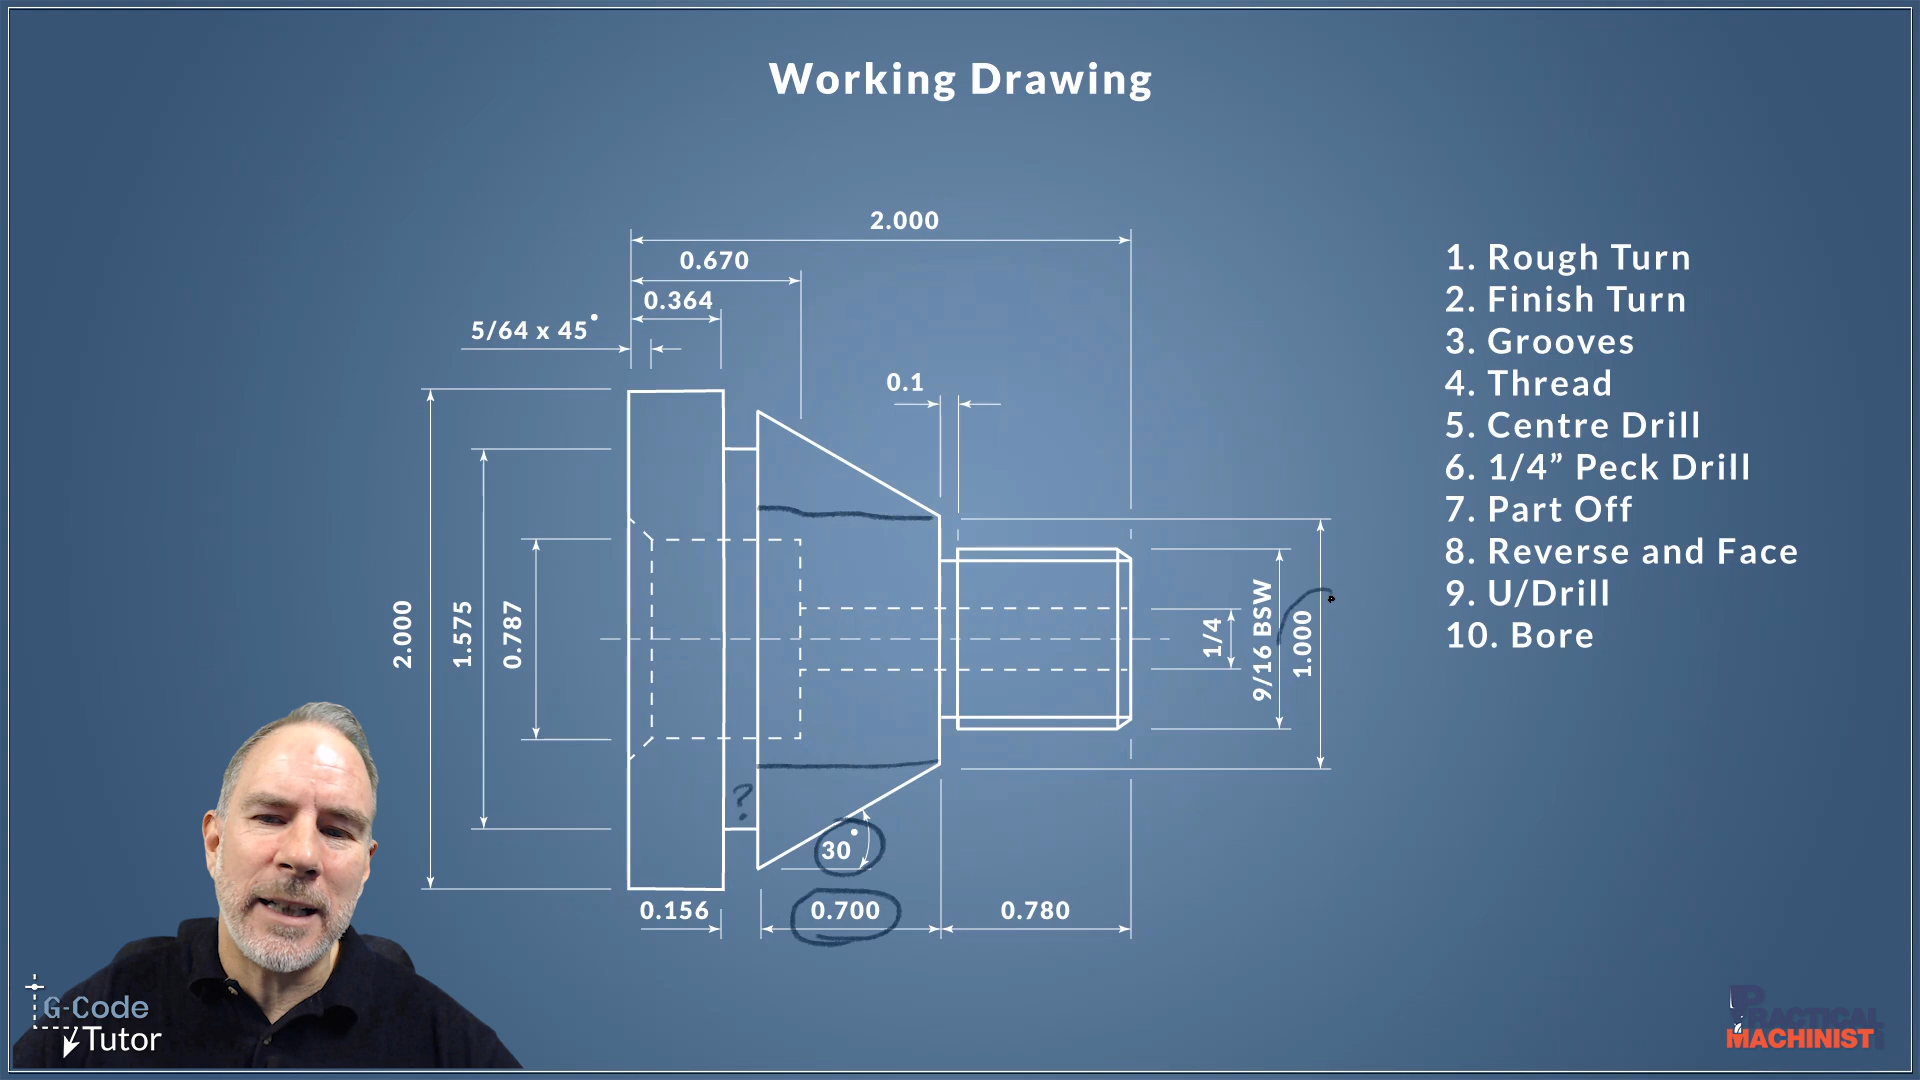 Working Drawing
2.000
0.670
0.364
5/64 x 45°
0.1
1. Rough Turn
2. Finish Turn
3. Grooves
4. Thread
5. Centre Drill
6. 1/4” Peck Drill
7. Part Off
8. Reverse and Face
9. U/Drill
10. Bore
2.000
1.575
0.787
1/4
9/16 BSW
1.000
?
30°
0.156
0.700
0.780
G-Code
Tutor
PRACTICAL
MACHINIST